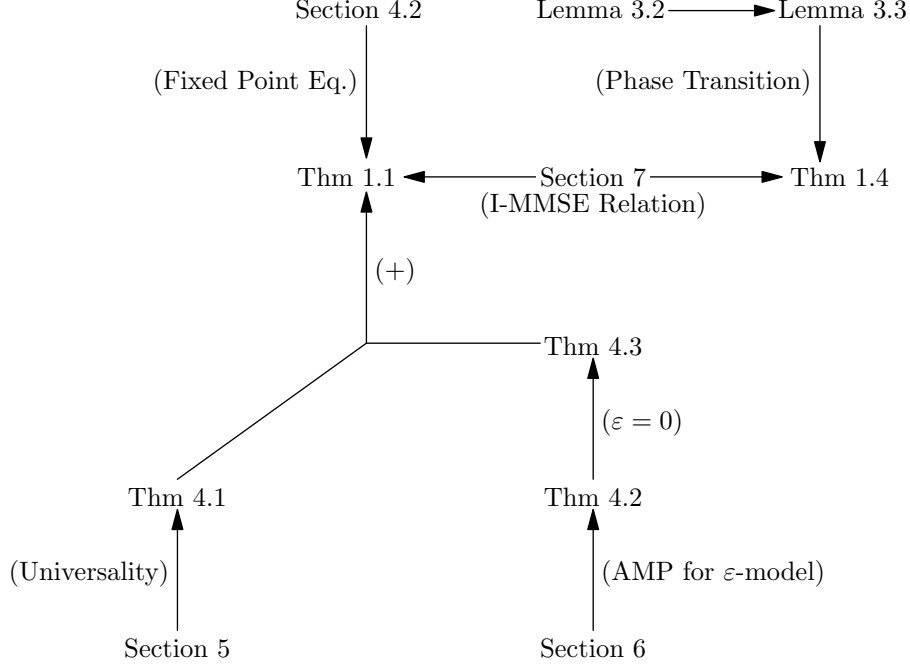 Section 4.2
Lemma 3.2
Lemma 3.3
(Fixed Point Eq.)
(Phase Transition)
Thm 1.1
Section 7
Thm 1.4
(I-MMSE Relation)
(+)
Thm 4.3
(ε = 0)
Thm 4.1
Thm 4.2
(Universality)
(AMP for ε-model)
Section 5
Section 6